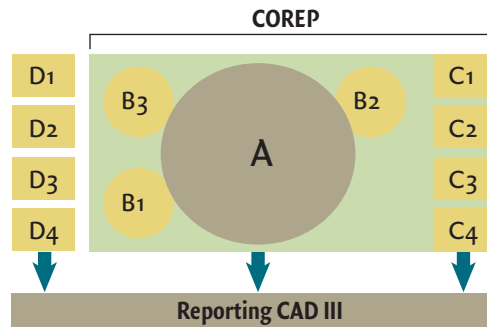 COREP
D1
C1
B3
B2
D2
C2
A
D3
C3
B1
D4
C4
Reporting CAD III